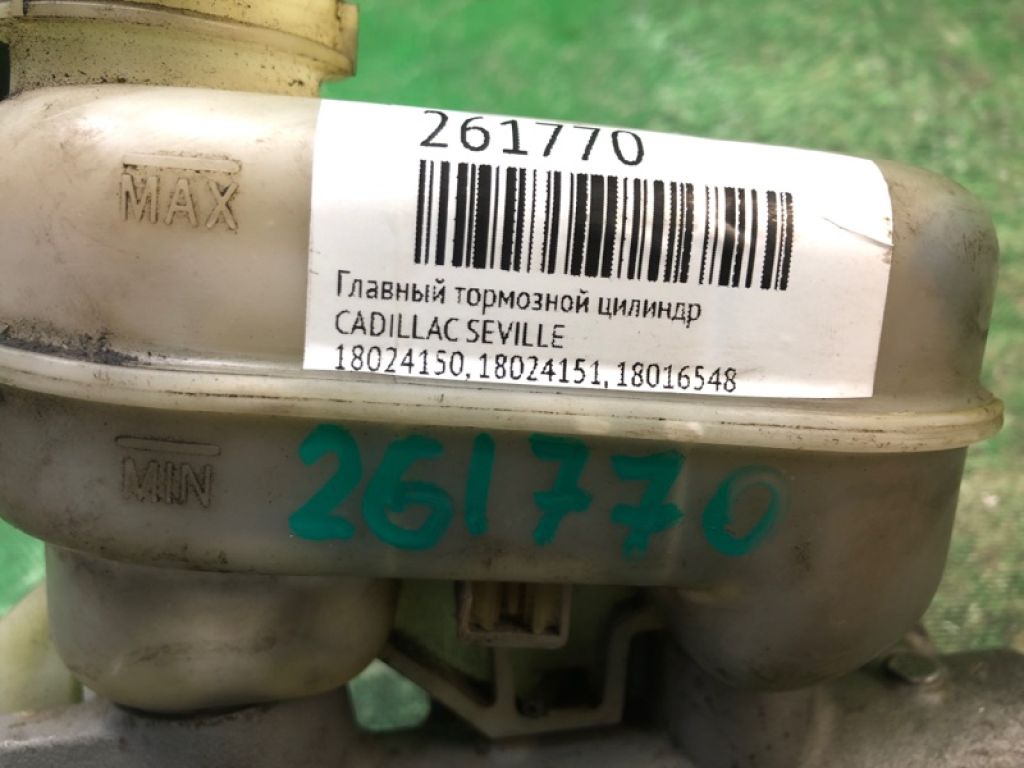 261770
MAX
Главный тормозной цилиндр
CADILLAC SEVILLE
18024150, 18024151, 18016548
MIN
261770